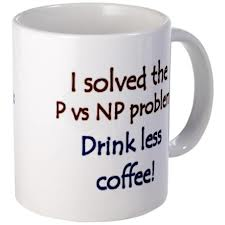 I solved the
P vs NP problem
Drink less
coffee!